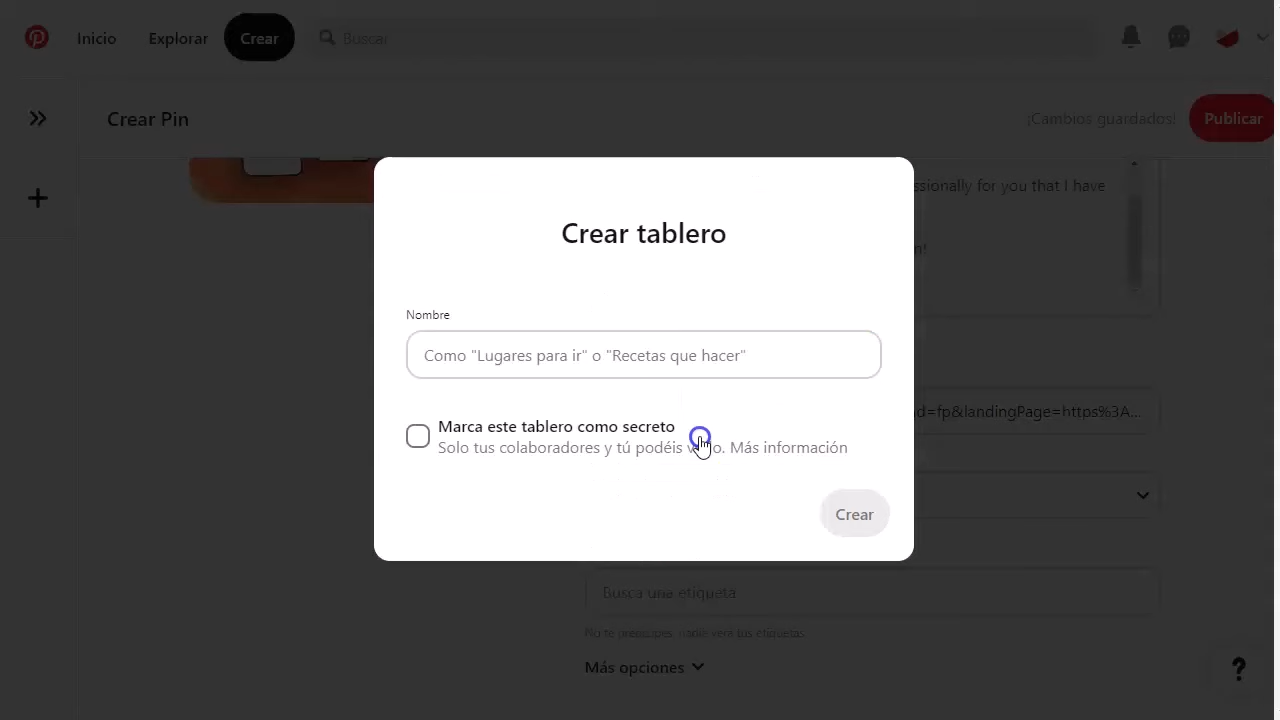 Inicio
Explorar
Crear
Buscar
Crear Pin
¡Cambios guardados!
Publicar
ssionally for you that I have
n!
Crear tablero
Nombre
Como "Lugares para ir" o "Recetas que hacer"
Marca este tablero como secreto
Solo tus colaboradores y tú podéis v o. Más información
Crear
d=fp&landingPage=https%3A...
Busca una etiqueta
No te preocupes, nadie verá tus etiquetas
Más opciones
?